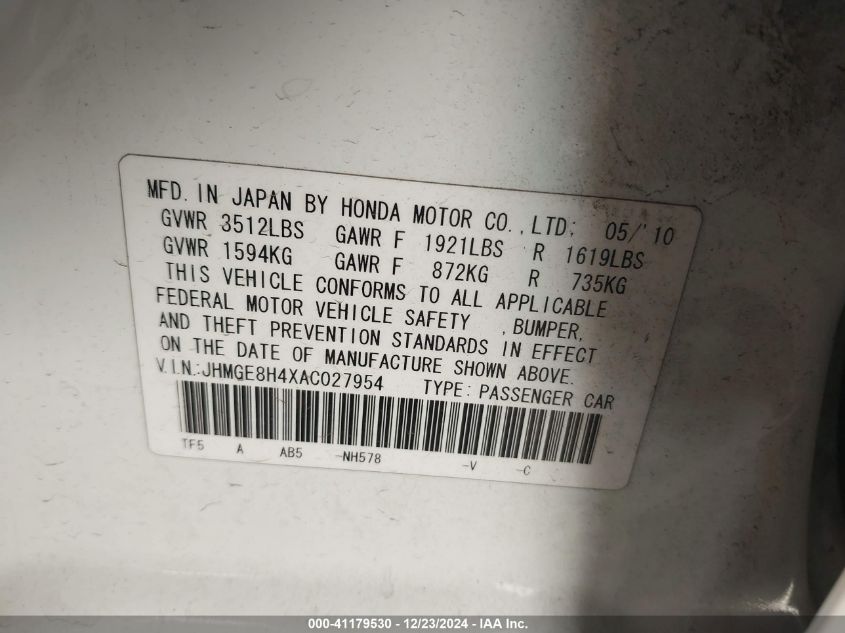 MFD. IN JAPAN BY HONDA MOTOR CO., LTD; 05/'10
GVWR 3512LBS GAWR F 1921LBS R 1619LBS
GVWR 1594KG GAWR F 872KG R 735KG
THIS VEHICLE CONFORMS TO ALL APPLICABLE
FEDERAL MOTOR VEHICLE SAFETY , BUMPER,
AND THEFT PREVENTION STANDARDS IN EFFECT
ON THE DATE OF MANUFACTURE SHOWN ABOVE.
V.I.N.:JHMGE8H4XAC027954 TYPE: PASSENGER CAR
TF5 A AB5 -NH578 -V -C
000-41179530 - 12/23/2024 - IAA Inc.